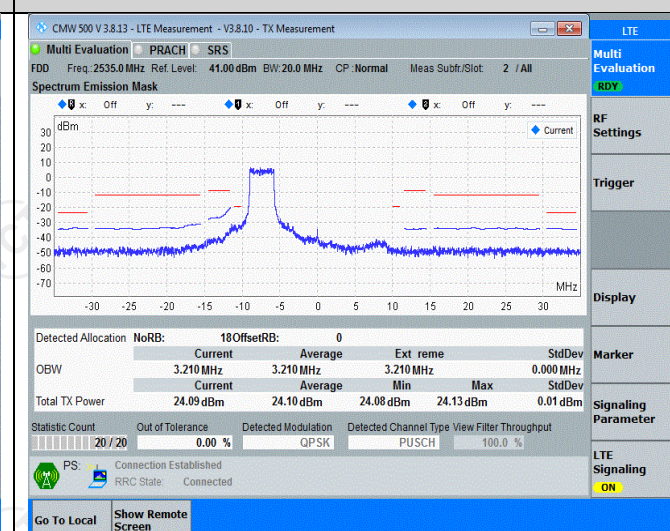 CMW 500 V 3.8.13 - LTE Measurement - V3.8.10 - TX Measurement
LTE
Multi Evaluation PRACH SRS
Multi Evaluation
RDY
FDD Freq.:2535.0 MHz Ref. Level: 41.00 dBm BW:20.0 MHz CP :Normal Meas Subfr./Slot: 2 / All
Spectrum Emission Mask
x: Off y: --- x: Off y: --- x: Off y: ---
dBm
Current
30
20
10
0
-10
-20
-30
-40
-50
-60
-70
MHz
-30 -25 -20 -15 -10 -5 0 5 10 15 20 25 30
RF Settings
Trigger
Display
Marker
Signaling Parameter
LTE Signaling
ON
Detected Allocation NoRB: 18 OffsetRB: 0
Current Average Ext reme StdDev
OBW 3.210 MHz 3.210 MHz 3.210 MHz 0.000 MHz
Current Average Min Max StdDev
Total TX Power 24.09 dBm 24.10 dBm 24.08 dBm 24.13 dBm 0.01 dBm
Statistic Count Out of Tolerance Detected Modulation Detected Channel Type View Filter Throughput
20 / 20 0.00 % QPSK PUSCH 100.0 %
PS: Connection Established
RRC State: Connected
Go To Local
Show Remote Screen